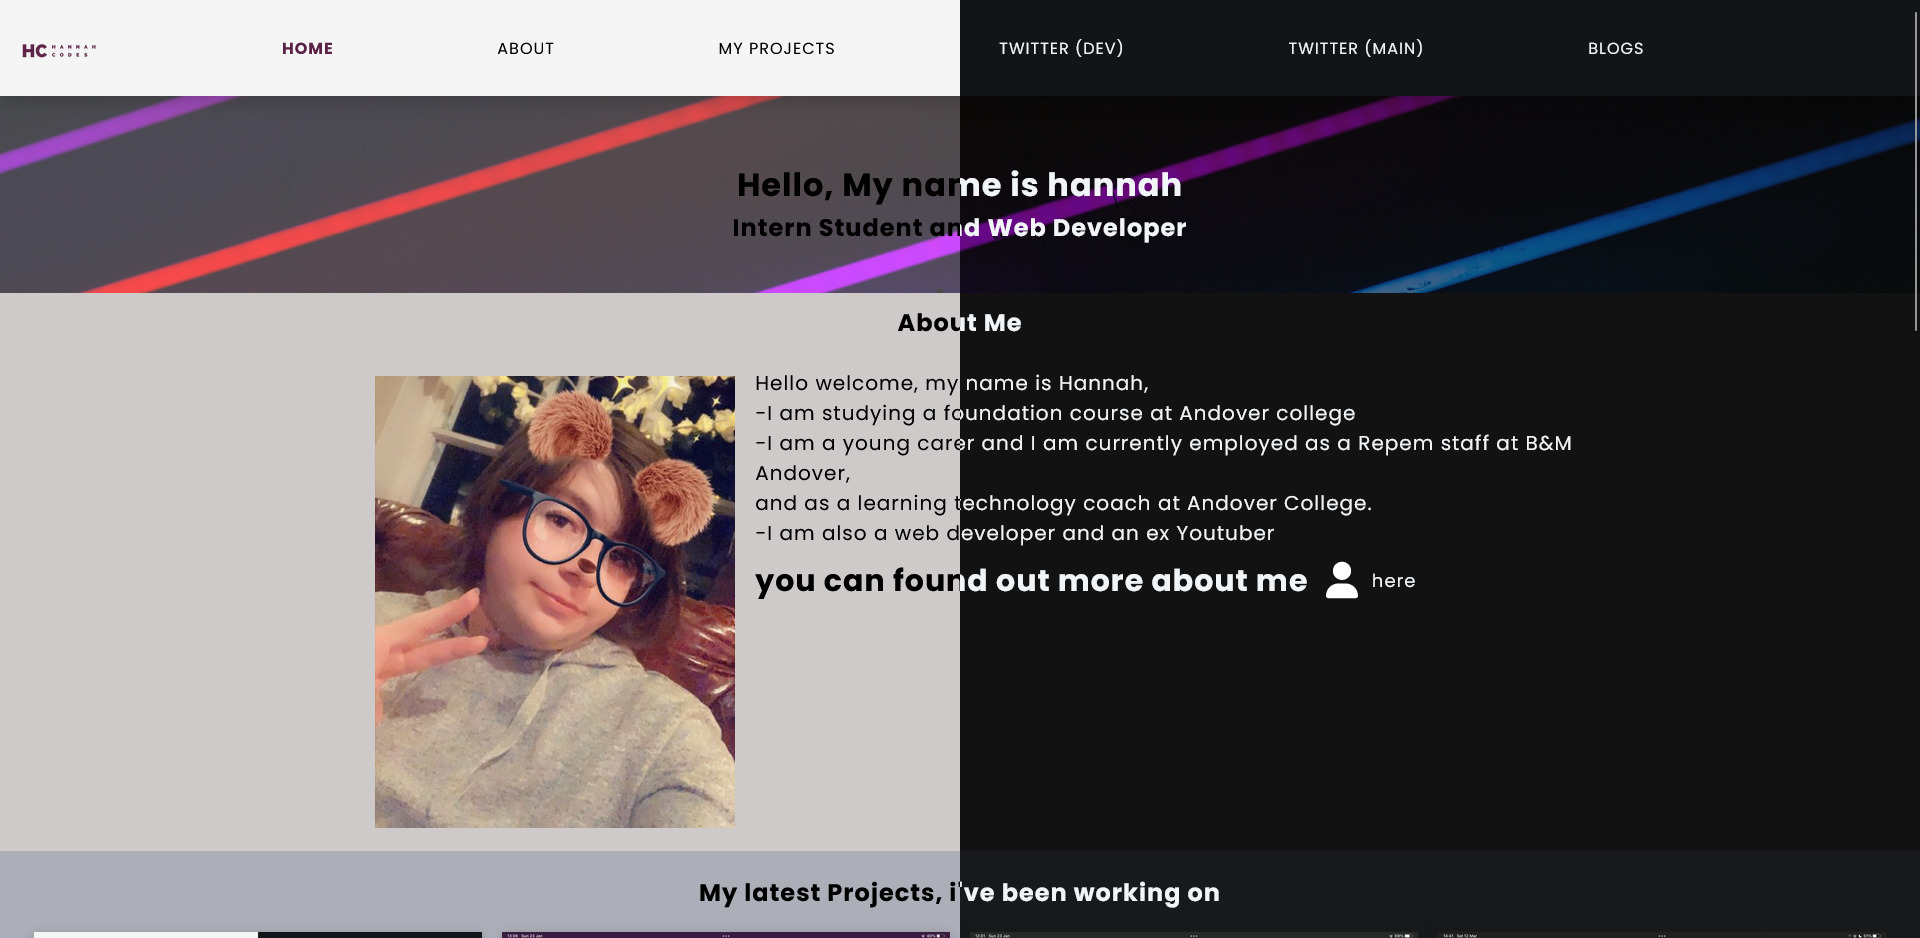 HC HANNAH CODES
HOME ABOUT MY PROJECTS TWITTER (DEV) TWITTER (MAIN) BLOGS
Hello, My name is hannah
Intern Student and Web Developer
About Me
Hello welcome, my name is Hannah,
-I am studying a foundation course at Andover college
-I am a young carer and I am currently employed as a Repem staff at B&M
Andover,
and as a learning technology coach at Andover College.
-I am also a web developer and an ex Youtuber
you can found out more about me here
My latest Projects, i've been working on